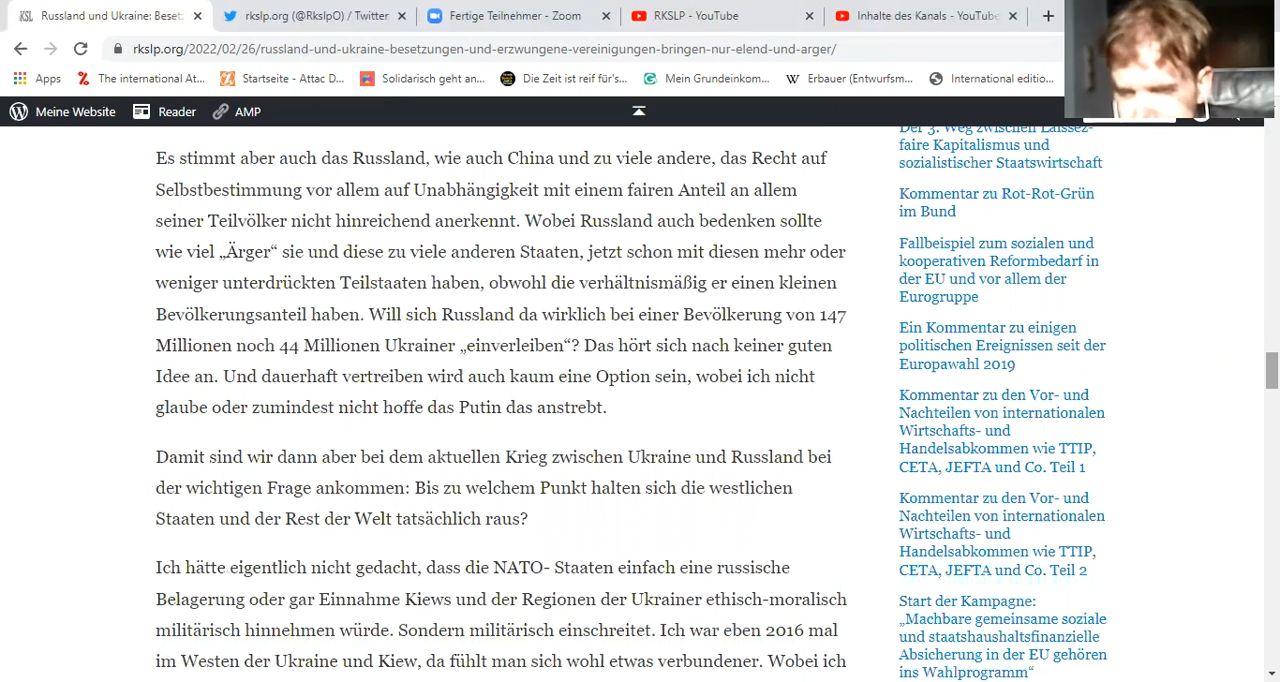 Russland und Ukraine: Beset
rkslp.org (@RkslpO) / Twitter
Fertige Teilnehmer - Zoom
RKSLP - YouTube
Inhalte des Kanals - YouTube
rkslp.org/2022/02/26/russland-und-ukraine-besetzungen-und-erzwungene-vereinigungen-bringen-nur-elend-und-arger/
Apps
The international At...
Startseite - Attac D...
Solidarisch geht an...
Die Zeit ist reif für's...
Mein Grundeinkom...
Erbauer (Entwurfsm...
International editio...
Meine Website
Reader
AMP
Es stimmt aber auch das Russland, wie auch China und zu viele andere, das Recht auf
Selbstbestimmung vor allem auf Unabhängigkeit mit einem fairen Anteil an allem
seiner Teilvölker nicht hinreichend anerkennt. Wobei Russland auch bedenken sollte
wie viel „Ärger“ sie und diese zu viele anderen Staaten, jetzt schon mit diesen mehr oder
weniger unterdrückten Teilstaaten haben, obwohl die verhältnismäßig er einen kleinen
Bevölkerungsanteil haben. Will sich Russland da wirklich bei einer Bevölkerung von 147
Millionen noch 44 Millionen Ukrainer „einverleiben“? Das hört sich nach keiner guten
Idee an. Und dauerhaft vertreiben wird auch kaum eine Option sein, wobei ich nicht
glaube oder zumindest nicht hoffe das Putin das anstrebt.
Damit sind wir dann aber bei dem aktuellen Krieg zwischen Ukraine und Russland bei
der wichtigen Frage ankommen: Bis zu welchem Punkt halten sich die westlichen
Staaten und der Rest der Welt tatsächlich raus?
Ich hätte eigentlich nicht gedacht, dass die NATO- Staaten einfach eine russische
Belagerung oder gar Einnahme Kiews und der Regionen der Ukrainer ethisch-moralisch
militärisch hinnehmen würde. Sondern militärisch einschreitet. Ich war eben 2016 mal
im Westen der Ukraine und Kiew, da fühlt man sich wohl etwas verbundener. Wobei ich
Der 3. Weg zwischen Laissez-
faire Kapitalismus und
sozialistischer Staatswirtschaft
Kommentar zu Rot-Rot-Grün
im Bund
Fallbeispiel zum sozialen und
kooperativen Reformbedarf in
der EU und vor allem der
Eurogruppe
Ein Kommentar zu einigen
politischen Ereignissen seit der
Europawahl 2019
Kommentar zu den Vor- und
Nachteilen von internationalen
Wirtschafts- und
Handelsabkommen wie TTIP,
CETA, JEFTA und Co. Teil 1
Kommentar zu den Vor- und
Nachteilen von internationalen
Wirtschafts- und
Handelsabkommen wie TTIP,
CETA, JEFTA und Co. Teil 2
Start der Kampagne:
„Machbare gemeinsame soziale
und staatshaushaltsfinanzielle
Absicherung in der EU gehören
ins Wahlprogramm“